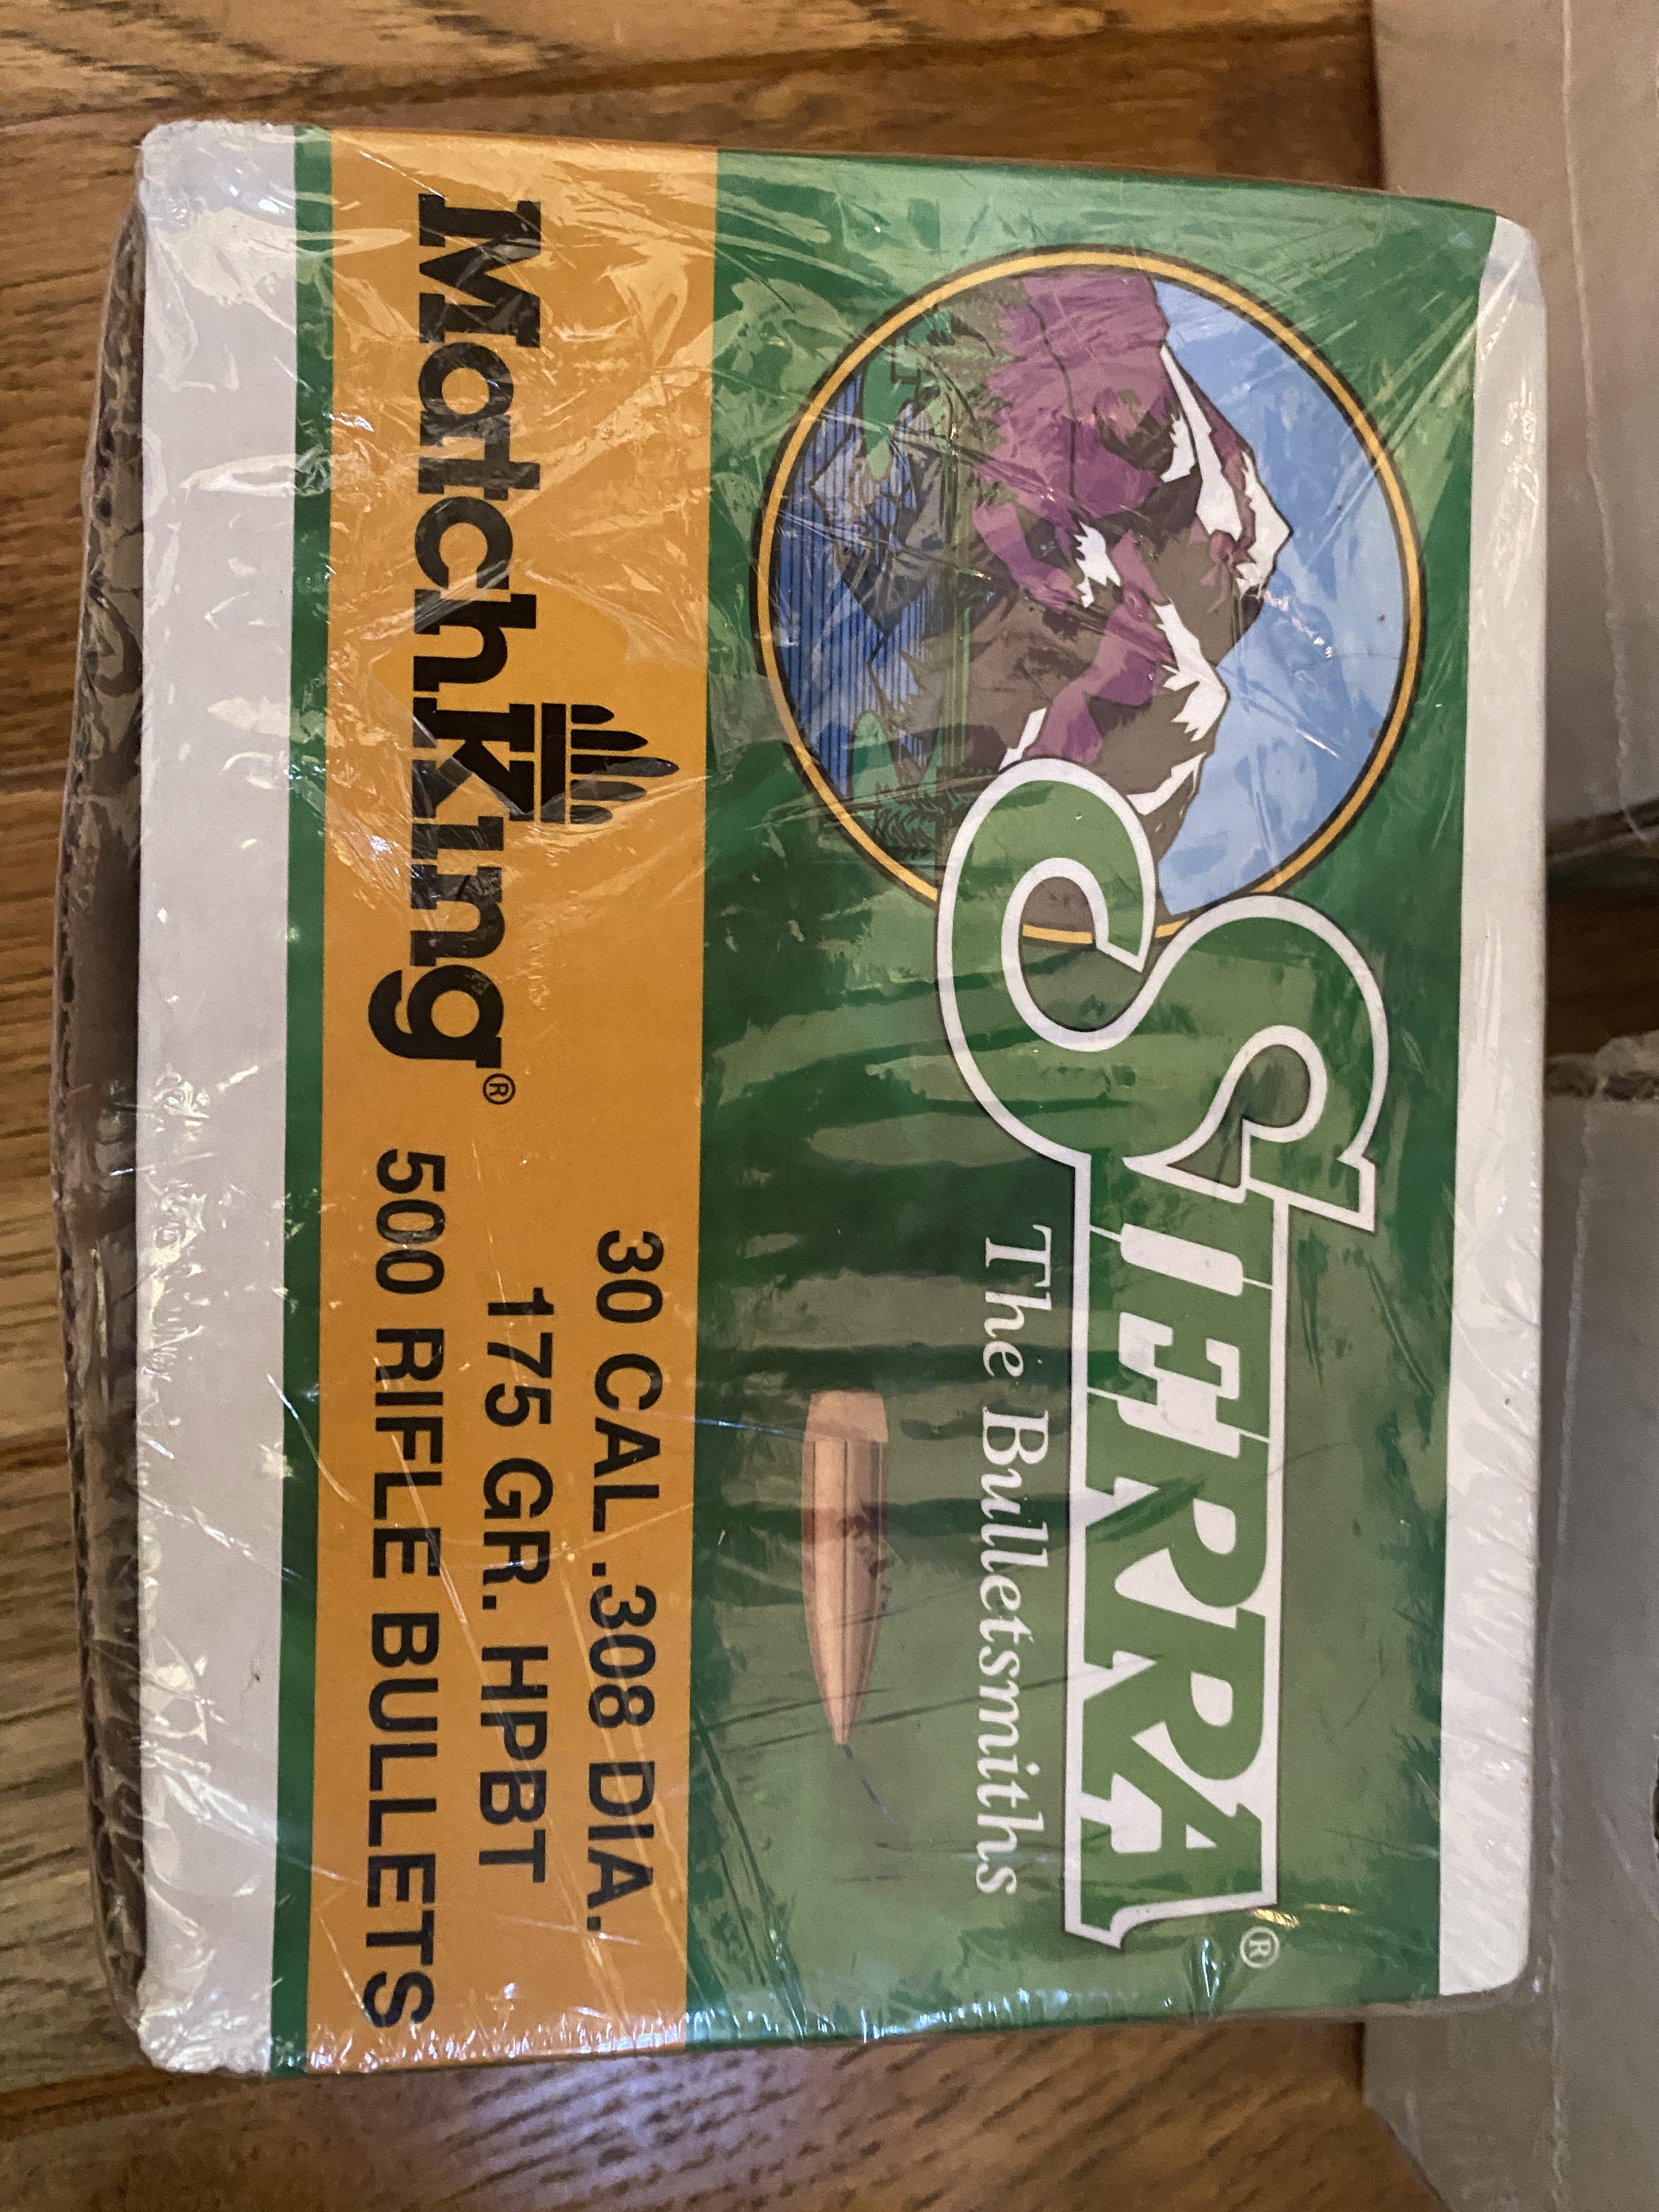 SIERRA®
The Bulletsmiths
30 CAL .308 DIA.
175 GR. HPBT
MatchKing® 500 RIFLE BULLETS